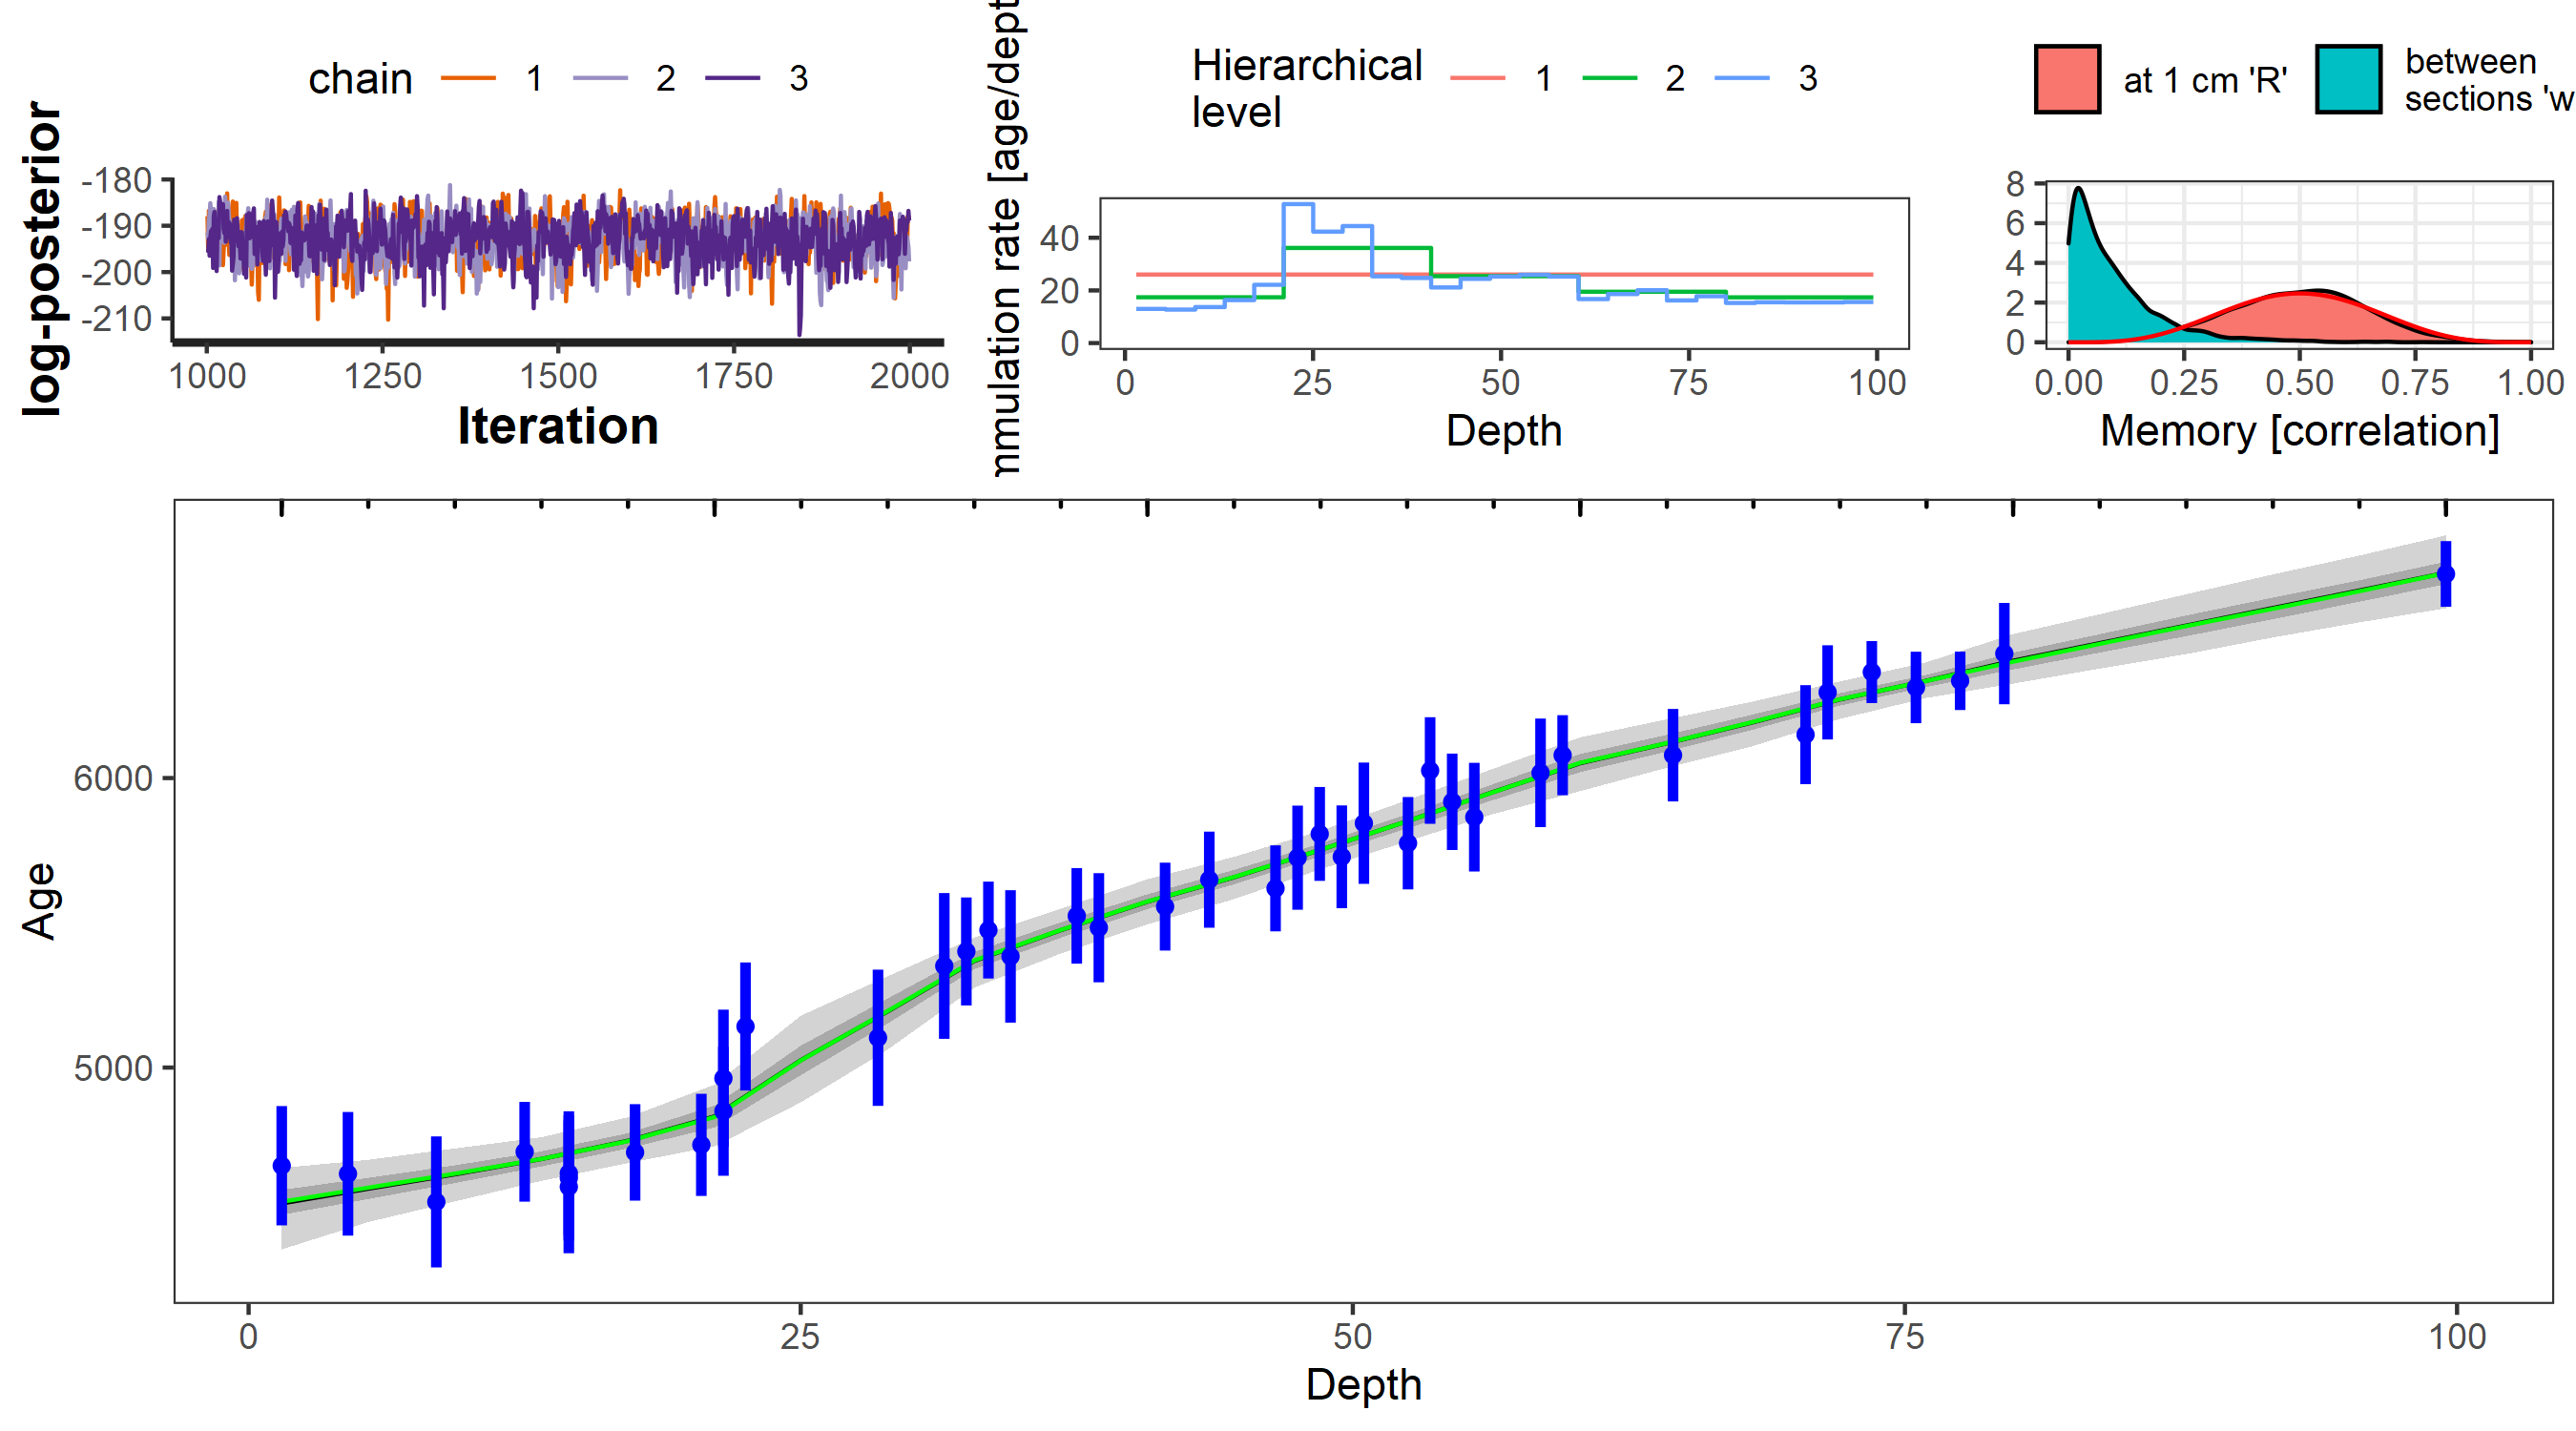 chain 1 2 3
log-posterior
-180
-190
-200
-210
1000 1250 1500 1750 2000
Iteration
Hierarchical
level
1 2 3
mulation rate [age/dept
40
20
0
0 25 50 75 100
Depth
at 1 cm 'R'
between
sections 'w
8
6
4
2
0
0.00 0.25 0.50 0.75 1.00
Memory [correlation]
Age
6000
5000
0 25 50 75 100
Depth